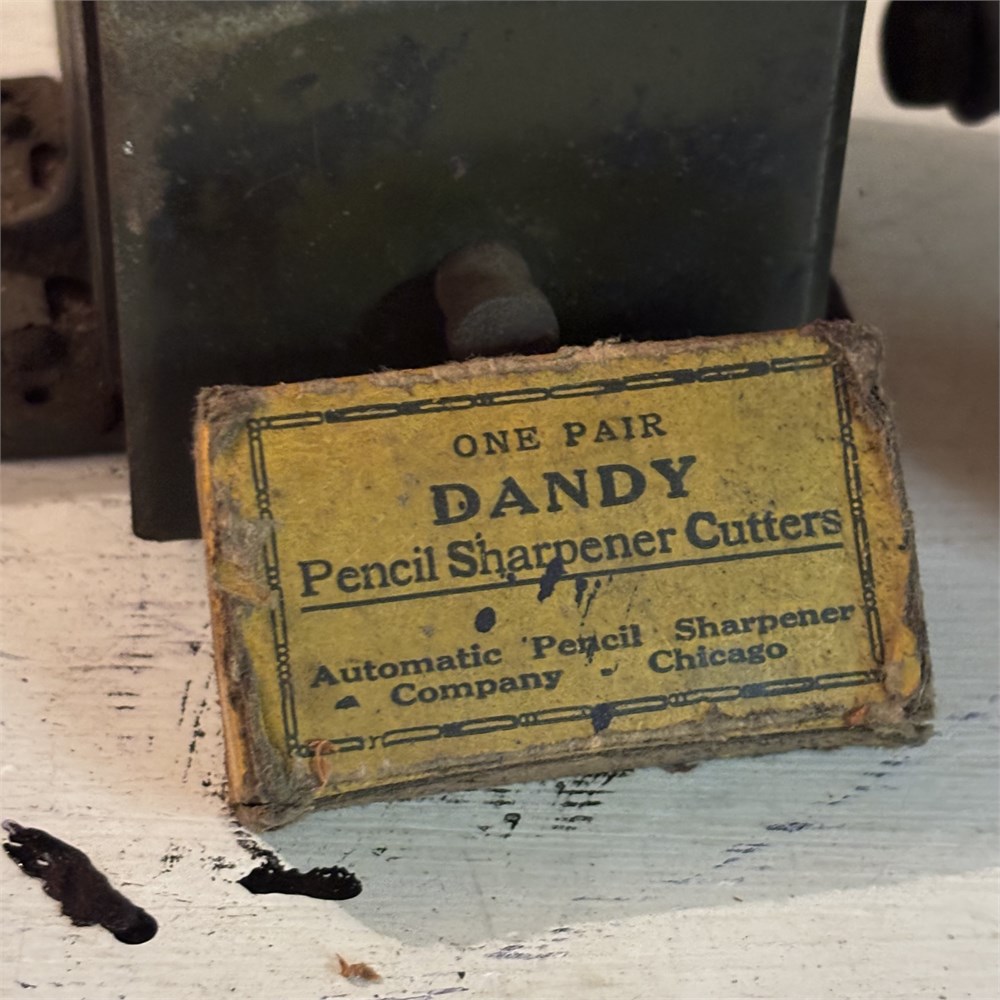 ONE PAIR
DANDY
Pencil Sharpener Cutters
Automatic Pencil Sharpener
Company - Chicago